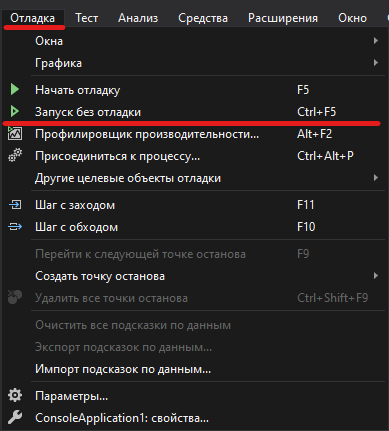 Отладка Тест Анализ Средства Расширения Окно
Окна
Графика
Начать отладку F5
Запуск без отладки Ctrl+F5
Профилировщик производительности... Alt+F2
Присоединиться к процессу... Ctrl+Alt+P
Другие целевые объекты отладки
Шаг с заходом F11
Шаг с обходом F10
Перейти к следующей точке останова F9
Создать точку останова
Удалить все точки останова Ctrl+Shift+F9
Очистить все подсказки по данным
Экспорт подсказок по данным...
Импорт подсказок по данным...
Параметры...
ConsoleApplication1: свойства...